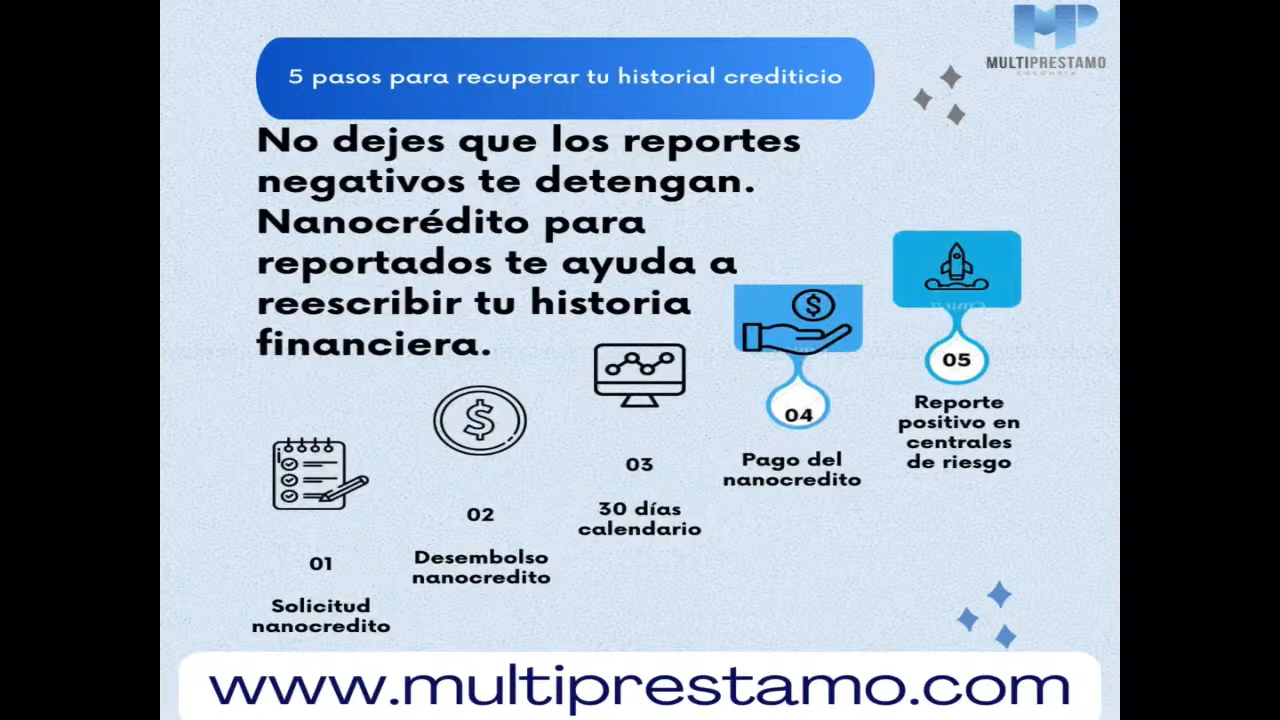 MULTIPRESTAMO
COLOMBIA
5 pasos para recuperar tu historial crediticio
No dejes que los reportes
negativos te detengan.
Nanocrédito para
reportados te ayuda a
reescribir tu historia
financiera.
01
Solicitud
nanocredito
02
Desembolso
nanocredito
03
30 días
calendario
04
Pago del
nanocredito
05
Reporte
positivo en
centrales
de riesgo
www.multiprestamo.com